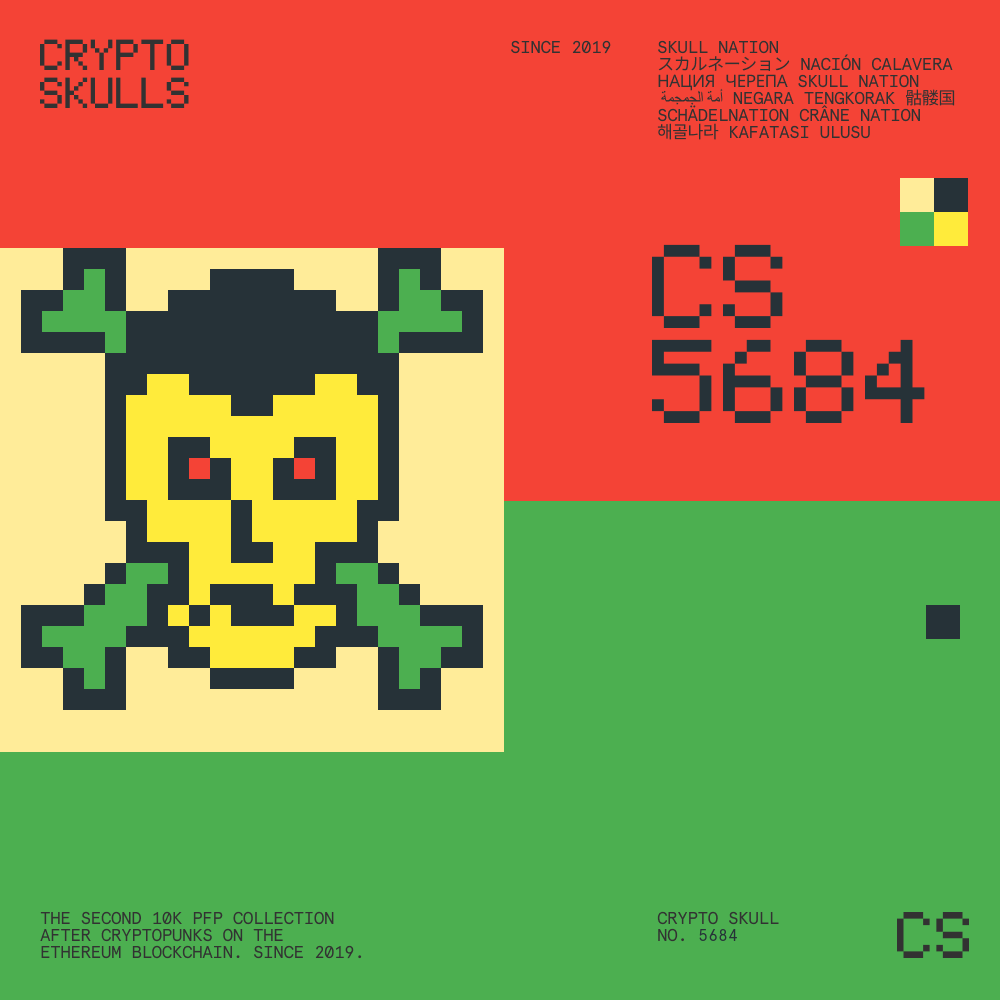 CRYPTO
SKULLS
SINCE 2019
SKULL NATION
スカルネーション NACIÓN CALAVERA
НАЦИЯ ЧЕРЕПА SKULL NATION
أمة الجمجمة NEGARA TENGKORAK 骷髅国
SCHÄDELNATION CRÂNE NATION
해골나라 KAFATASI ULUSU
CS
5684
THE SECOND 10K PFP COLLECTION
AFTER CRYPTOPUNKS ON THE
ETHEREUM BLOCKCHAIN. SINCE 2019.
CRYPTO SKULL
NO. 5684
CS